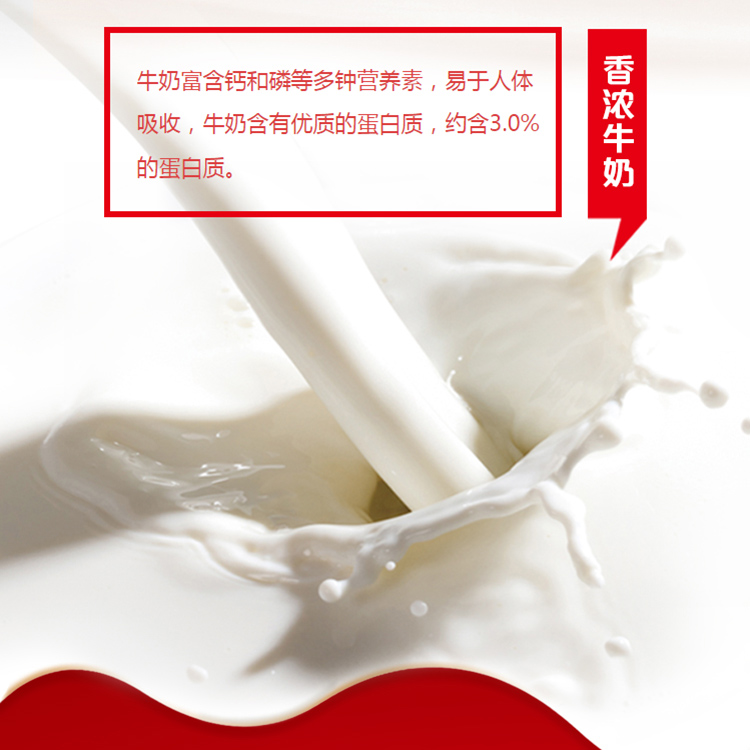 牛奶富含钙和磷等多钟营养素，易于人体
吸收，牛奶含有优质的蛋白质，约含3.0%
的蛋白质。
香浓牛奶